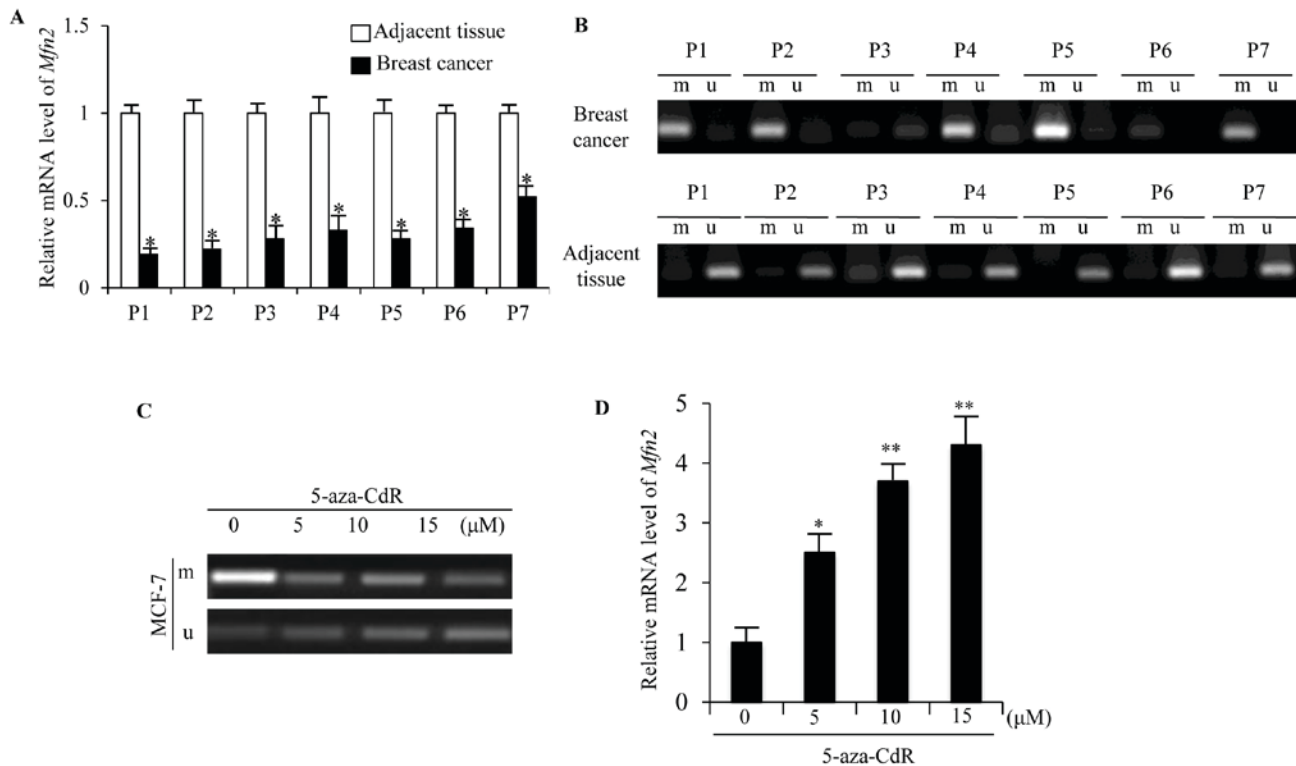 A
Relative mRNA level of Mfn2
1.5
1
0.5
0
Adjacent tissue
Breast cancer
* * * * * * *
P1 P2 P3 P4 P5 P6 P7
B
P1 P2 P3 P4 P5 P6 P7
m u m u m u m u m u m u m u
Breast
cancer
P1 P2 P3 P4 P5 P6 P7
m u m u m u m u m u m u m u
Adjacent
tissue
C
5-aza-CdR
0 5 10 15 (μM)
MCF-7
m
u
D
Relative mRNA level of Mfn2
5
4
3
2
1
0
* ** **
0 5 10 15 (μM)
5-aza-CdR